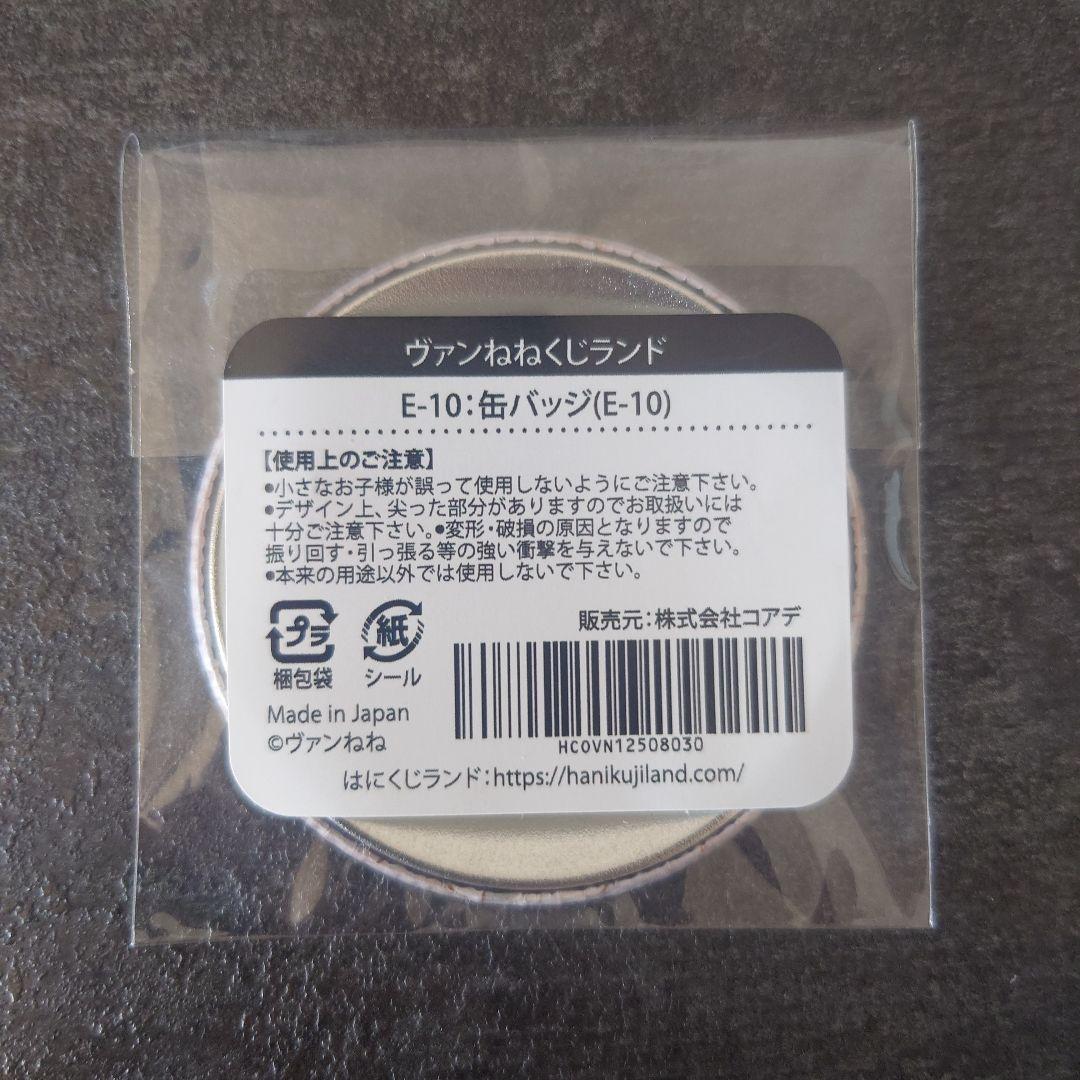 ヴァンねねくじランド
E-10：缶バッジ(E-10)
【使用上のご注意】
●小さなお子様が誤って使用しないようにご注意下さい。
●デザイン上、尖った部分がありますのでお取扱いには
十分ご注意下さい。●変形・破損の原因となりますので
振り回す・引っ張る等の強い衝撃を与えないで下さい。
●本来の用途以外では使用しないで下さい。
プラ
紙
梱包袋
シール
販売元：株式会社コアデ
Made in Japan
©ヴァンねね
HCOVN12508030
はにくじランド：https://hanikujiland.com/